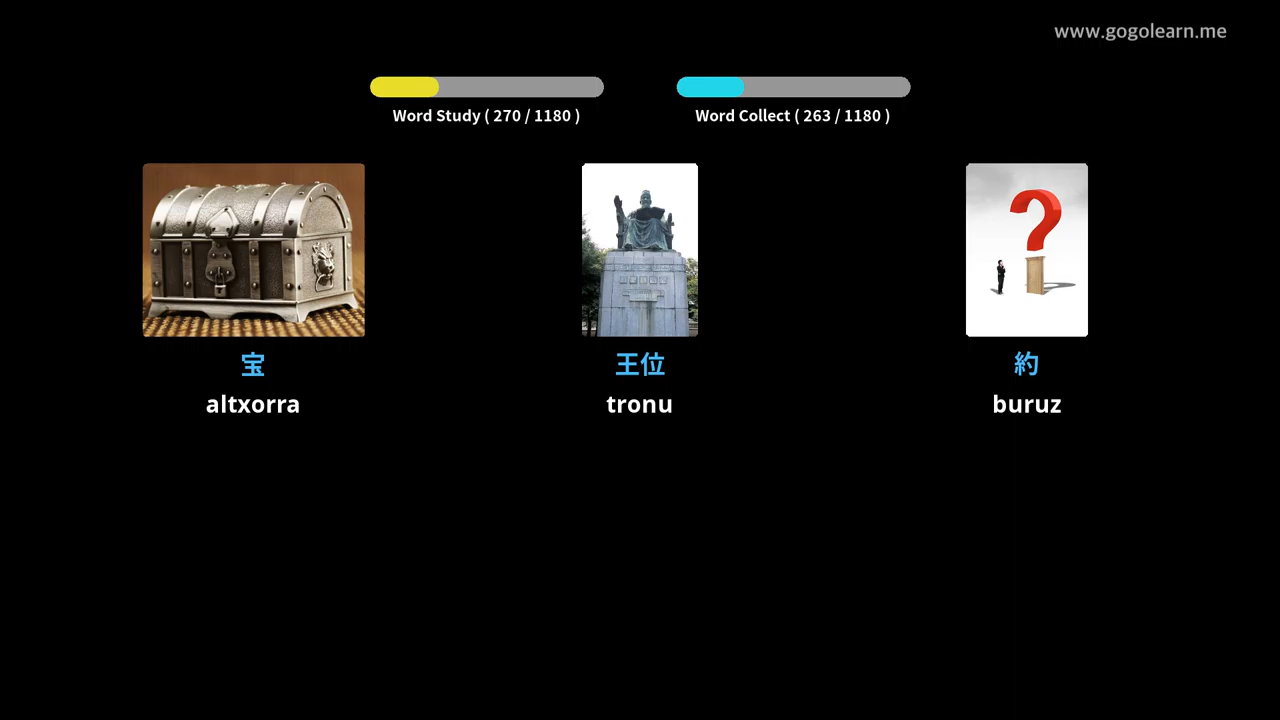 www.gogolearn.me
Word Study ( 270 / 1180 )
Word Collect ( 263 / 1180 )
宝
王位
約
altxorra
tronu
buruz